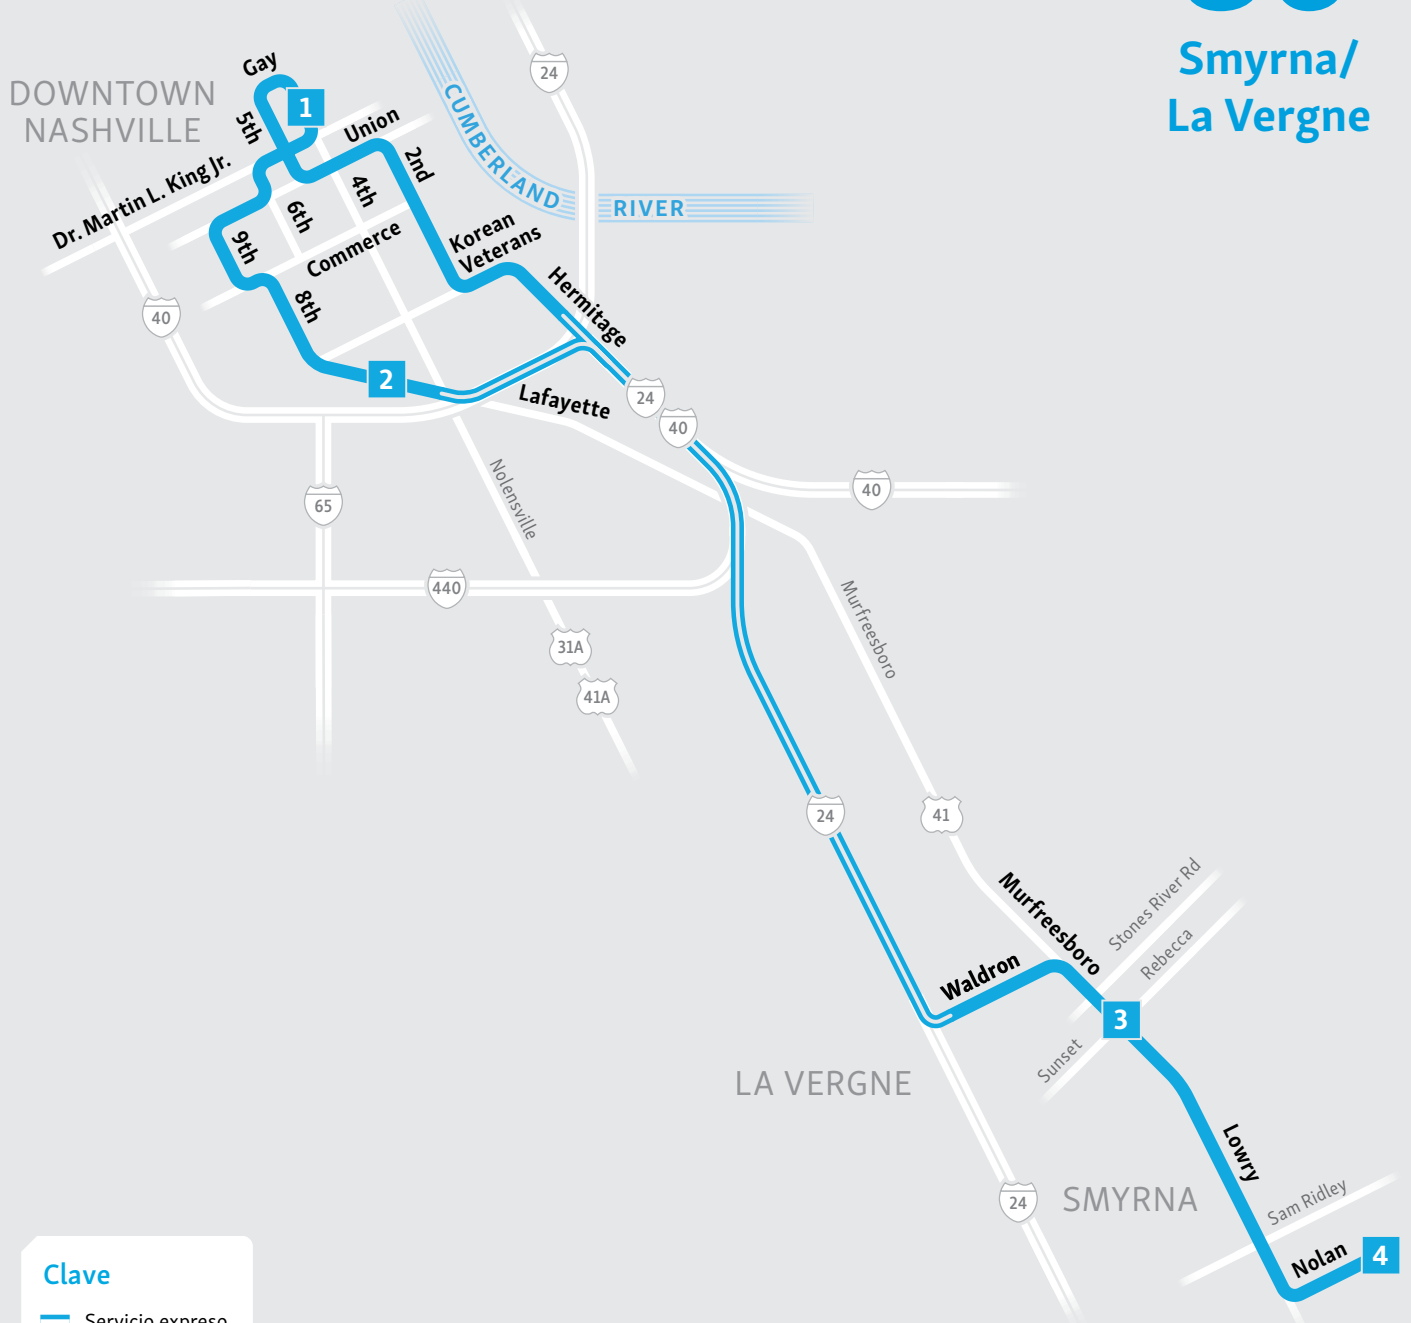 Smyrna/
La Vergne
DOWNTOWN
NASHVILLE
Gay
1
5th
Union
2nd
4th
6th
Dr. Martin L. King Jr.
9th
Commerce
8th
Korean
Veterans
Hermitage
CUMBERLAND
RIVER
24
40
2
Lafayette
24
40
40
65
Nolensville
440
31A
41A
Murfreesboro
41
24
Murfreesboro
Stones River Rd
Rebecca
Waldron
3
Sunset
LA VERGNE
Lowry
24
SMYRNA
Sam Ridley
Nolan
4
Clave
Servicio expreso